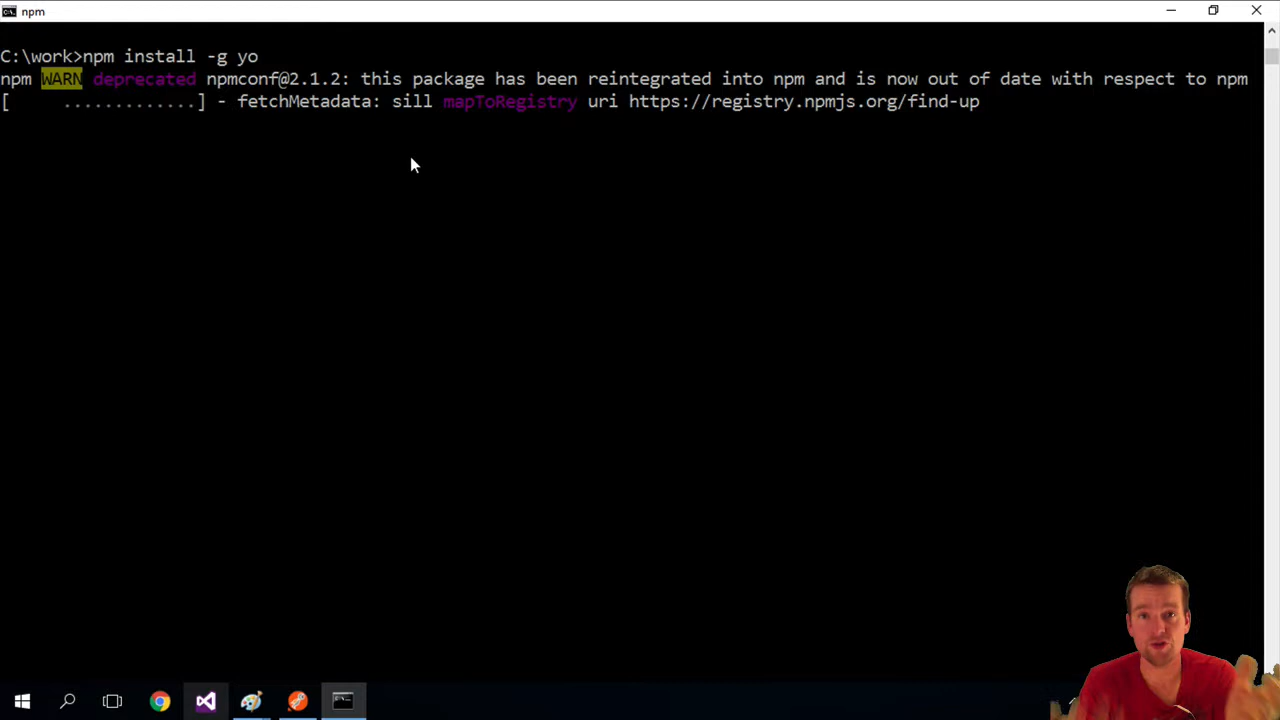 npm
C:\work>npm install -g yo
npm WARN deprecated npmconf@2.1.2: this package has been reintegrated into npm and is now out of date with respect to npm
[      .............] - fetchMetadata: sill mapToRegistry uri https://registry.npmjs.org/find-up